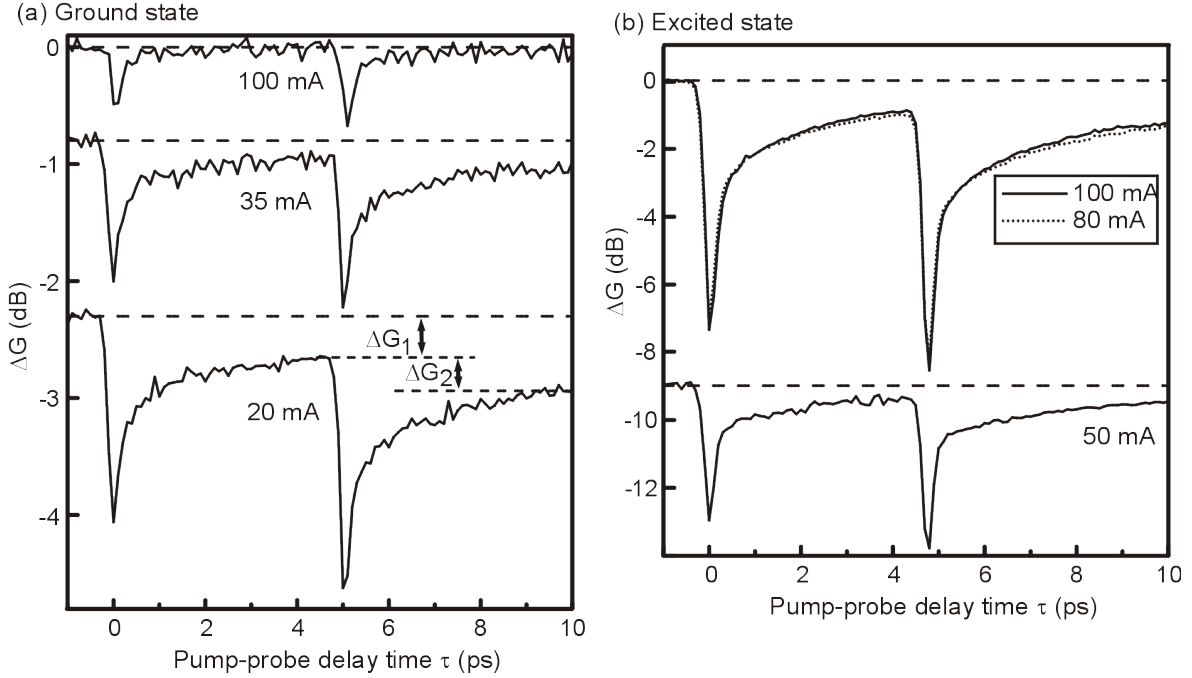 (a) Ground state
0
100 mA
-1
35 mA
-2
ΔG (dB)
ΔG1
ΔG2
-3
20 mA
-4
0 2 4 6 8 10
Pump-probe delay time τ (ps)
(b) Excited state
0
-2
100 mA
80 mA
-4
ΔG (dB)
-6
-8
-10
50 mA
-12
0 2 4 6 8 10
Pump-probe delay time τ (ps)